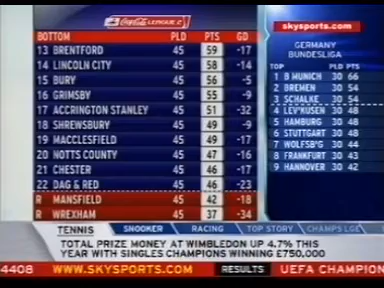 Coca-Cola LEAGUE 2
skysports.com
BOTTOM PLD PTS GD
13 BRENTFORD 45 59 -17
14 LINCOLN CITY 45 58 -14
15 BURY 45 56 -5
16 GRIMSBY 45 55 -9
17 ACCRINGTON STANLEY 45 51 -32
18 SHREWSBURY 45 49 -9
19 MACCLESFIELD 45 49 -17
20 NOTTS COUNTY 45 47 -16
21 CHESTER 45 46 -17
22 DAG & RED 45 46 -23
R MANSFIELD 45 42 -18
R WREXHAM 45 37 -34
GERMANY
BUNDESLIGA
TOP PLD PTS
1 B MUNICH 30 66
2 BREMEN 30 54
3 SCHALKE 30 54
4 LEV'KUSEN 30 48
5 HAMBURG 30 48
6 STUTTGART 30 48
7 WOLFSB'G 30 44
8 FRANKFURT 30 43
9 HANNOVER 30 42
TENNIS SNOOKER RACING TOP STORY CHAMPS LGE
TOTAL PRIZE MONEY AT WIMBLEDON UP 4.7% THIS
YEAR WITH SINGLES CHAMPIONS WINNING £750,000
4408 WWW.SKYSPORTS.COM RESULTS UEFA CHAMPION